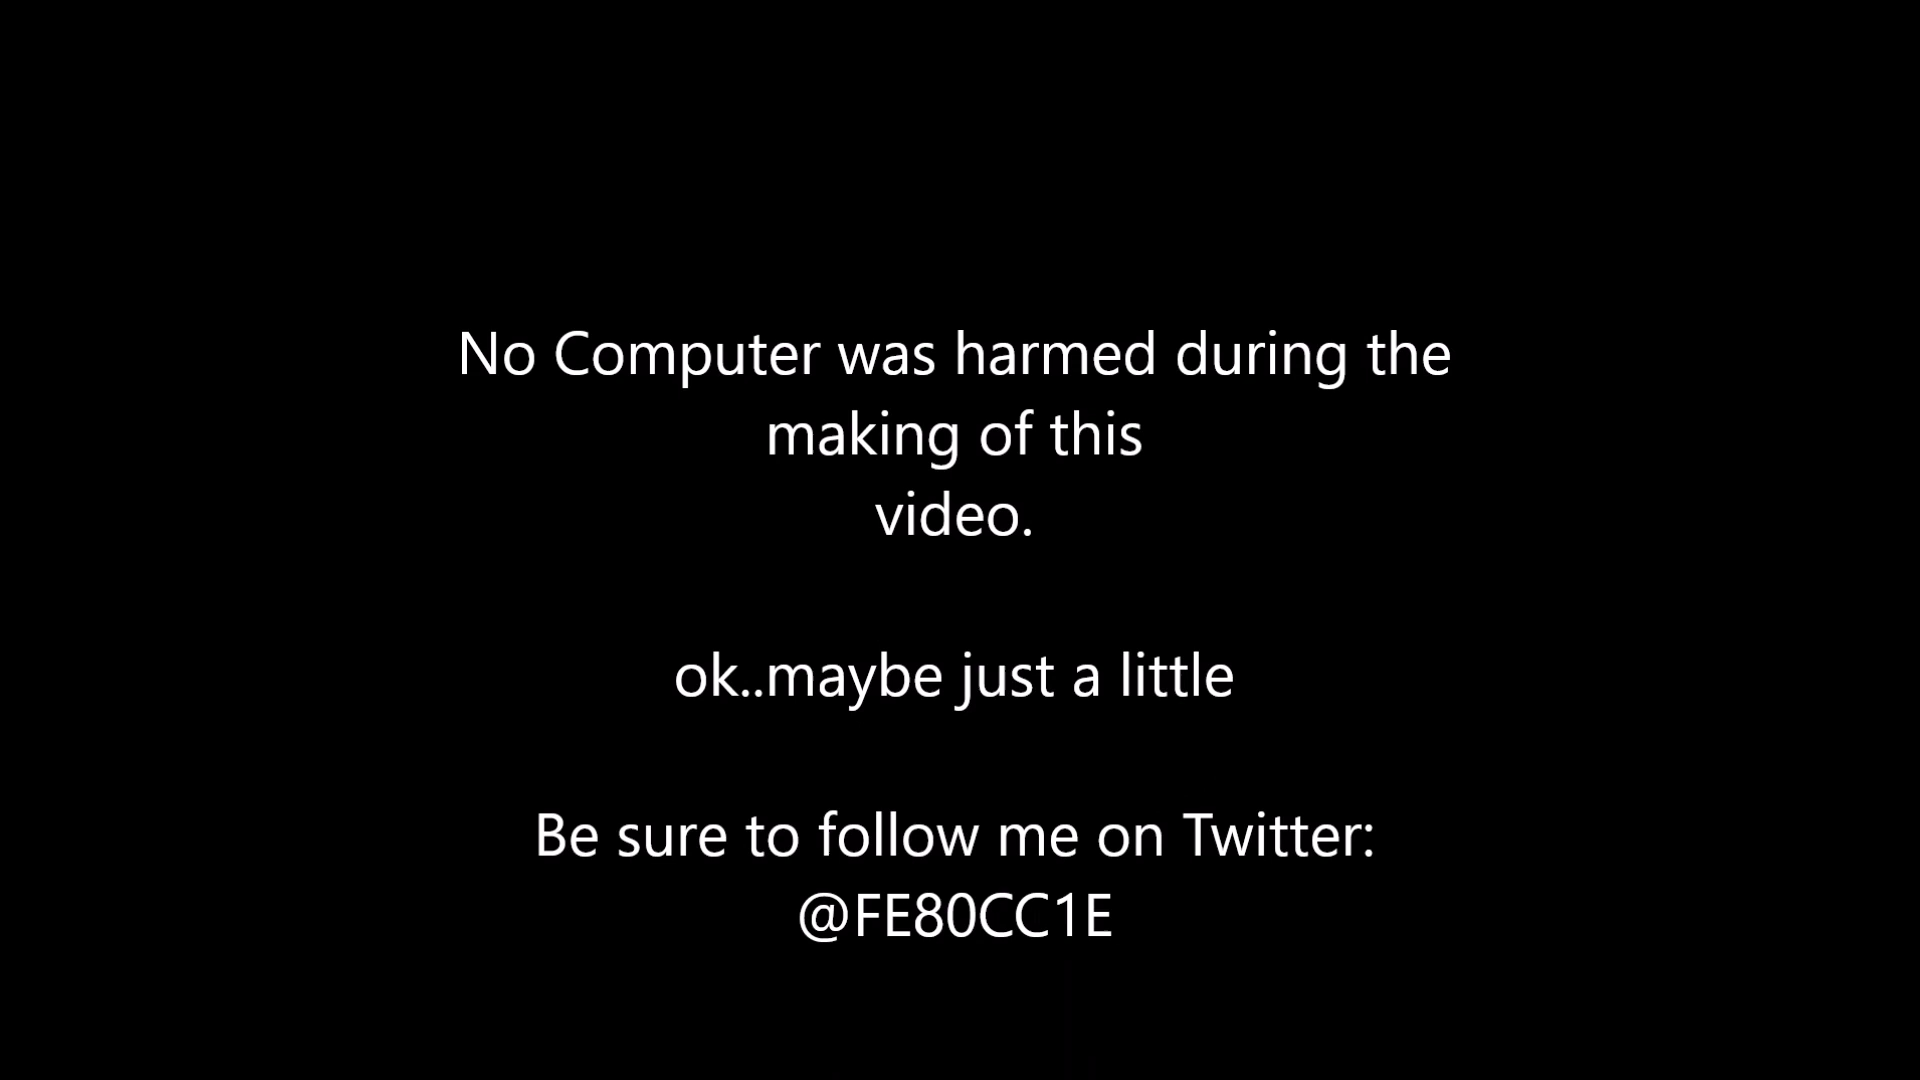 No Computer was harmed during the
making of this
video.
ok..maybe just a little
Be sure to follow me on Twitter:
@FE80CC1E